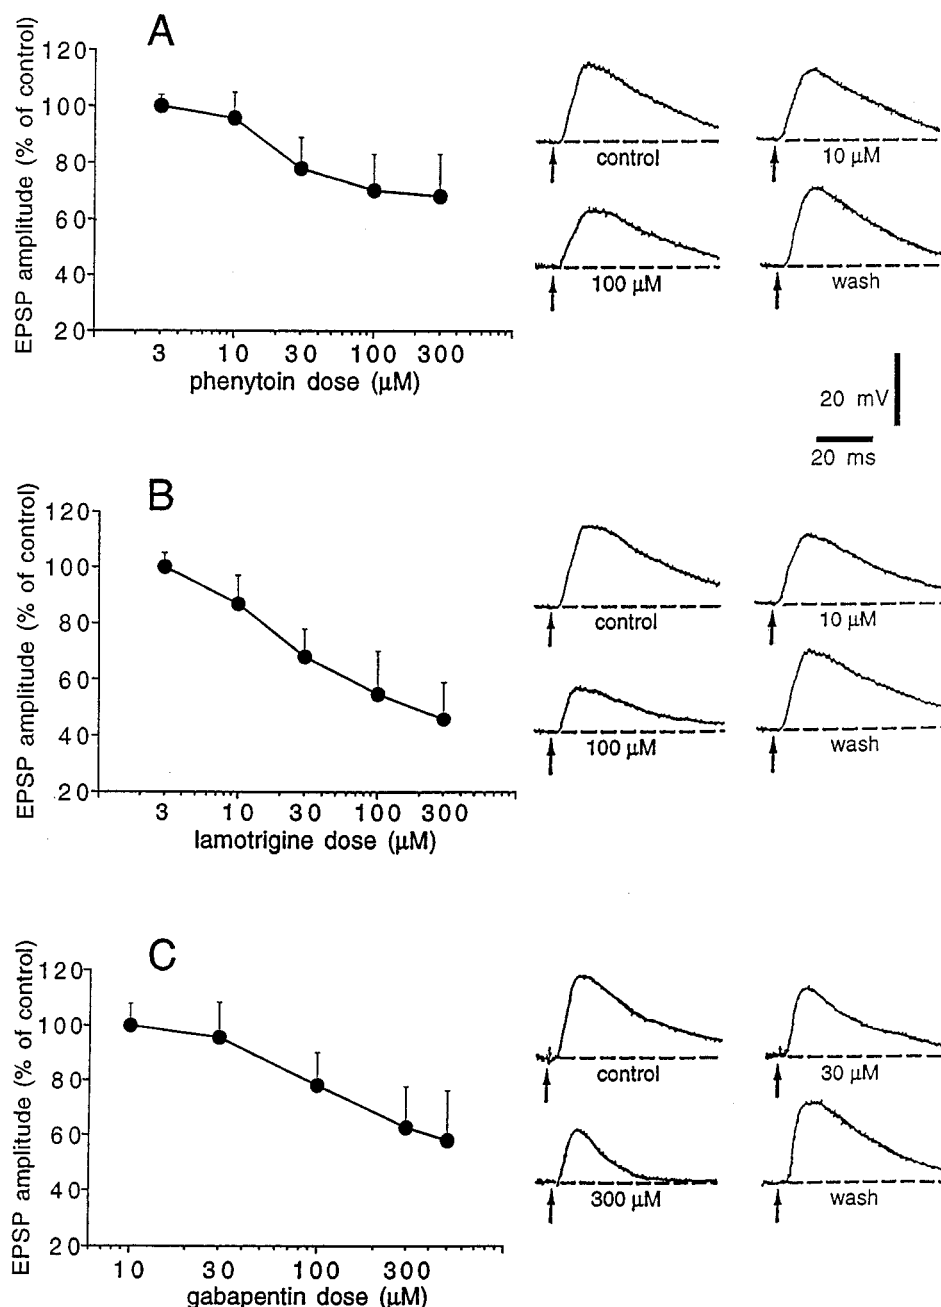 A
EPSP amplitude (% of control)
120
100
80
60
40
20
3 10 30 100 300
phenytoin dose (μM)
control
10 μM
100 μM
wash
20 mV
20 ms
B
EPSP amplitude (% of control)
120
100
80
60
40
20
3 10 30 100 300
lamotrigine dose (μM)
control
10 μM
100 μM
wash
C
EPSP amplitude (% of control)
120
100
80
60
40
20
10 30 100 300
gabapentin dose (μM)
control
30 μM
300 μM
wash